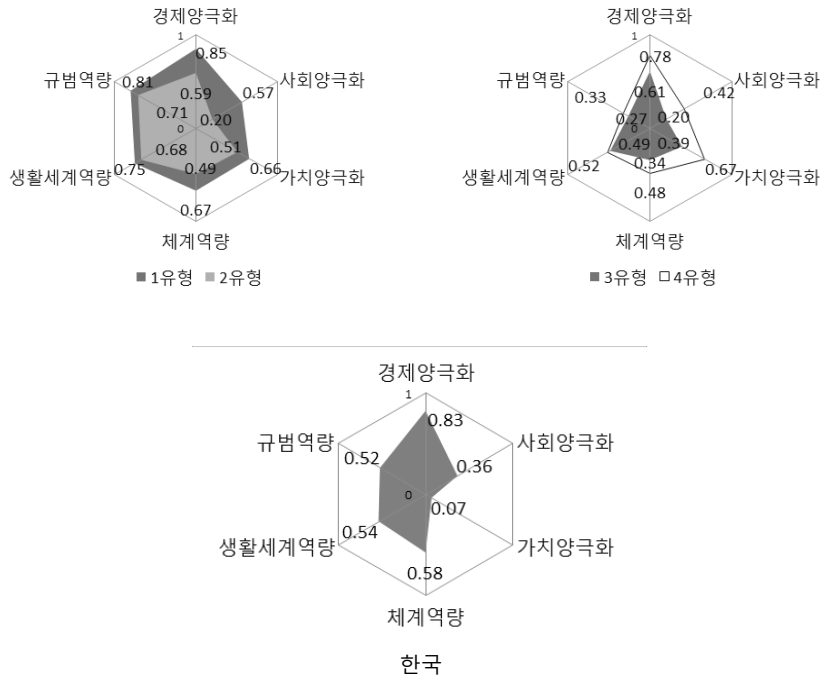 경제양극화
1
0.85
규범역량
0.81
사회양극화
0.57
0.59
0.71
0.20
0
0.68
0.51
0.49
생활세계역량
0.75
0.66
가치양극화
0.67
체계역량
1유형 2유형
경제양극화
1
0.78
규범역량
0.33
사회양극화
0.42
0.61
0.27
0.20
0
0.49
0.39
0.34
생활세계역량
0.52
0.67
가치양극화
0.48
체계역량
3유형 4유형
경제양극화
1
0.83
규범역량
0.52
사회양극화
0.36
0
0.07
생활세계역량
0.54
가치양극화
0.58
체계역량
한국